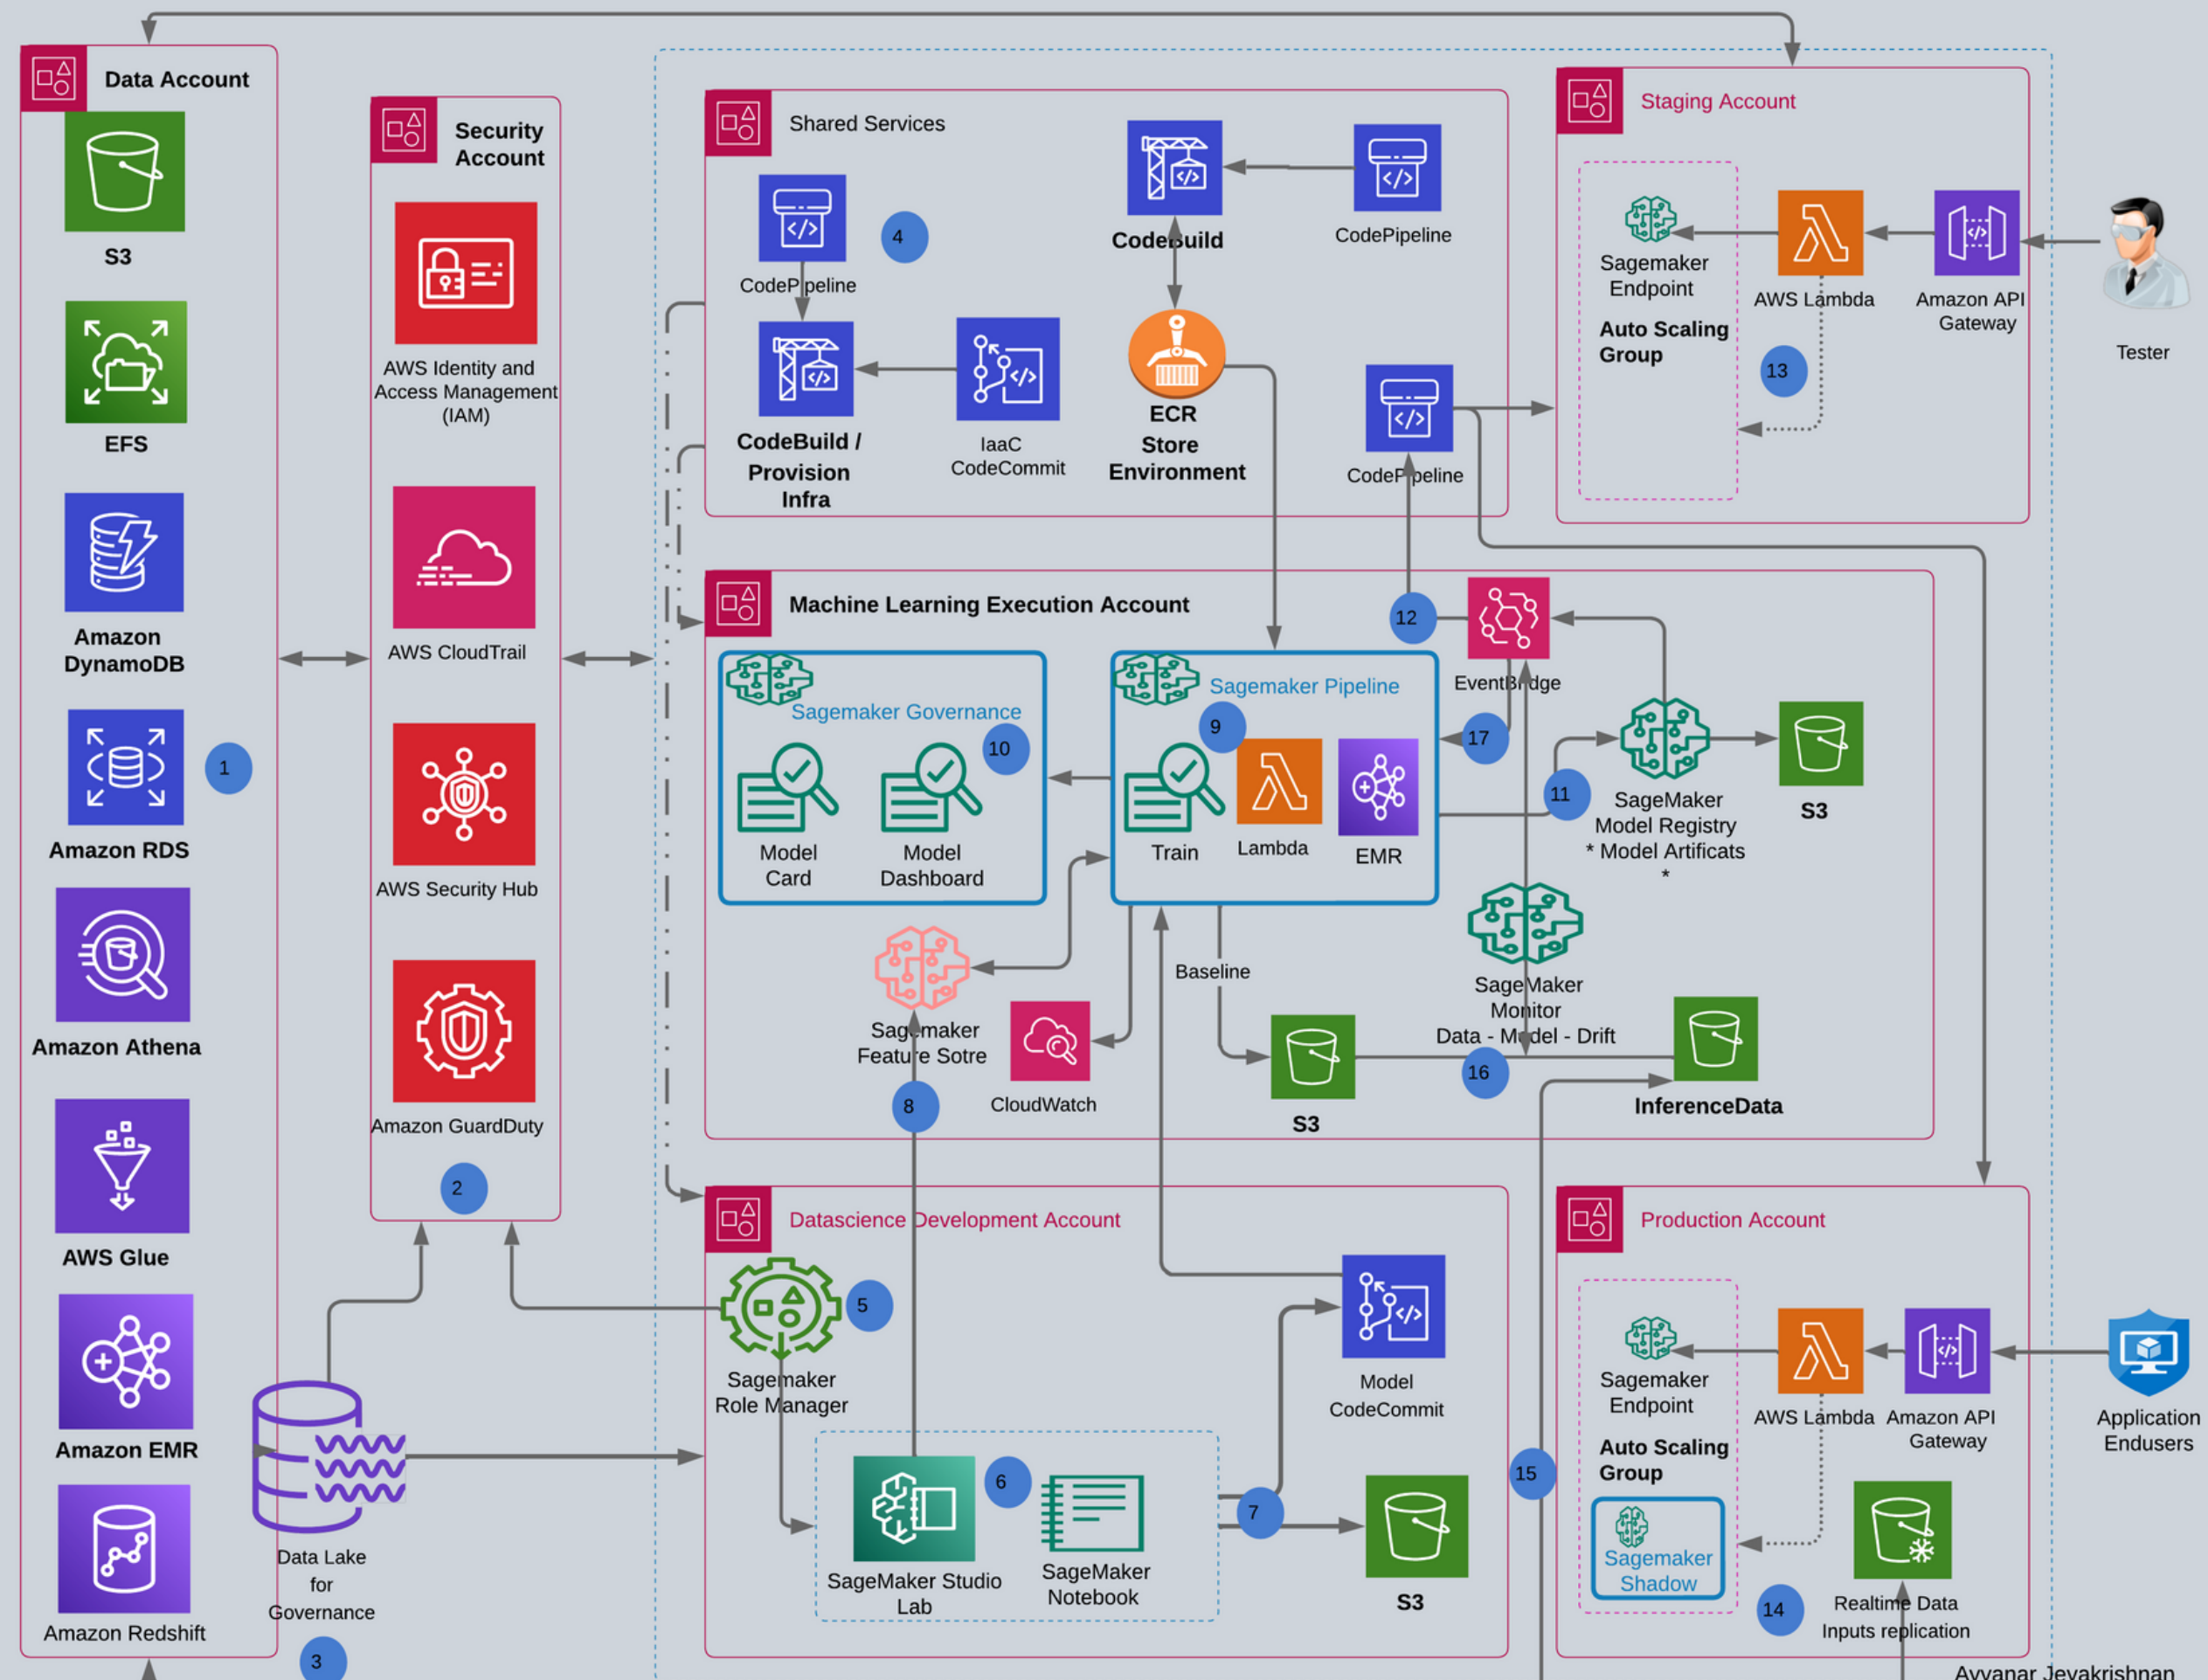 Data Account
S3
EFS
Amazon
DynamoDB
Amazon RDS
1
Amazon Athena
AWS Glue
Amazon EMR
Amazon Redshift
Data Lake
for
Governance
3
Security
Account
AWS Identity and
Access Management
(IAM)
AWS CloudTrail
AWS Security Hub
Amazon GuardDuty
2
Shared Services
CodePipeline
4
CodeBuild /
Provision
Infra
IaaC
CodeCommit
CodeBuild
CodePipeline
ECR
Store
Environment
CodePipeline
Staging Account
Sagemaker
Endpoint
Auto Scaling
Group
AWS Lambda
13
Amazon API
Gateway
Tester
Machine Learning Execution Account
Sagemaker Governance
10
Model
Card
Model
Dashboard
Sagemaker Pipeline
9
Train
Lambda
EMR
12
EventBridge
17
11
SageMaker
Model Registry
* Model Artificats
*
S3
Sagemaker
Feature Sotre
8
CloudWatch
Baseline
S3
SageMaker
Monitor
Data - Model - Drift
16
InferenceData
Datascience Development Account
5
Sagemaker
Role Manager
6
SageMaker Studio
Lab
SageMaker
Notebook
7
Model
CodeCommit
S3
15
Production Account
Sagemaker
Endpoint
Auto Scaling
Group
Sagemaker
Shadow
AWS Lambda
Amazon API
Gateway
14
Realtime Data
Inputs replication
Application
Endusers
Ayyanar Jeyakrishnan